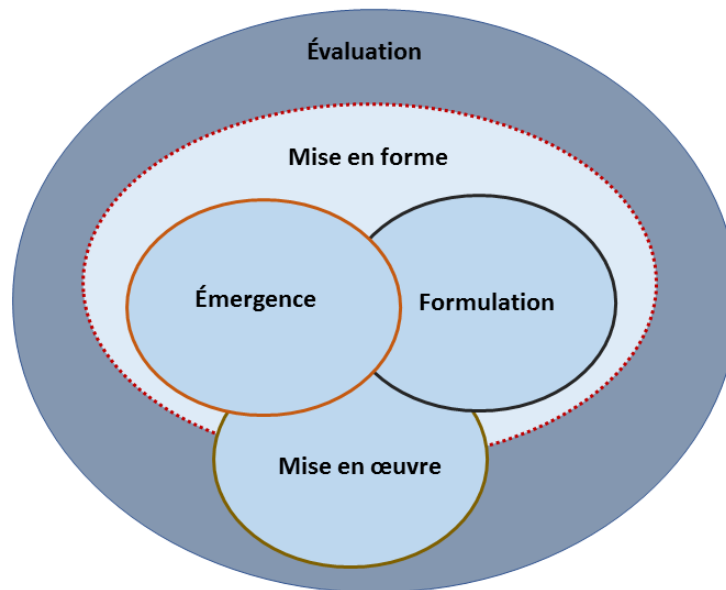 Évaluation
Mise en forme
Émergence
Formulation
Mise en œuvre